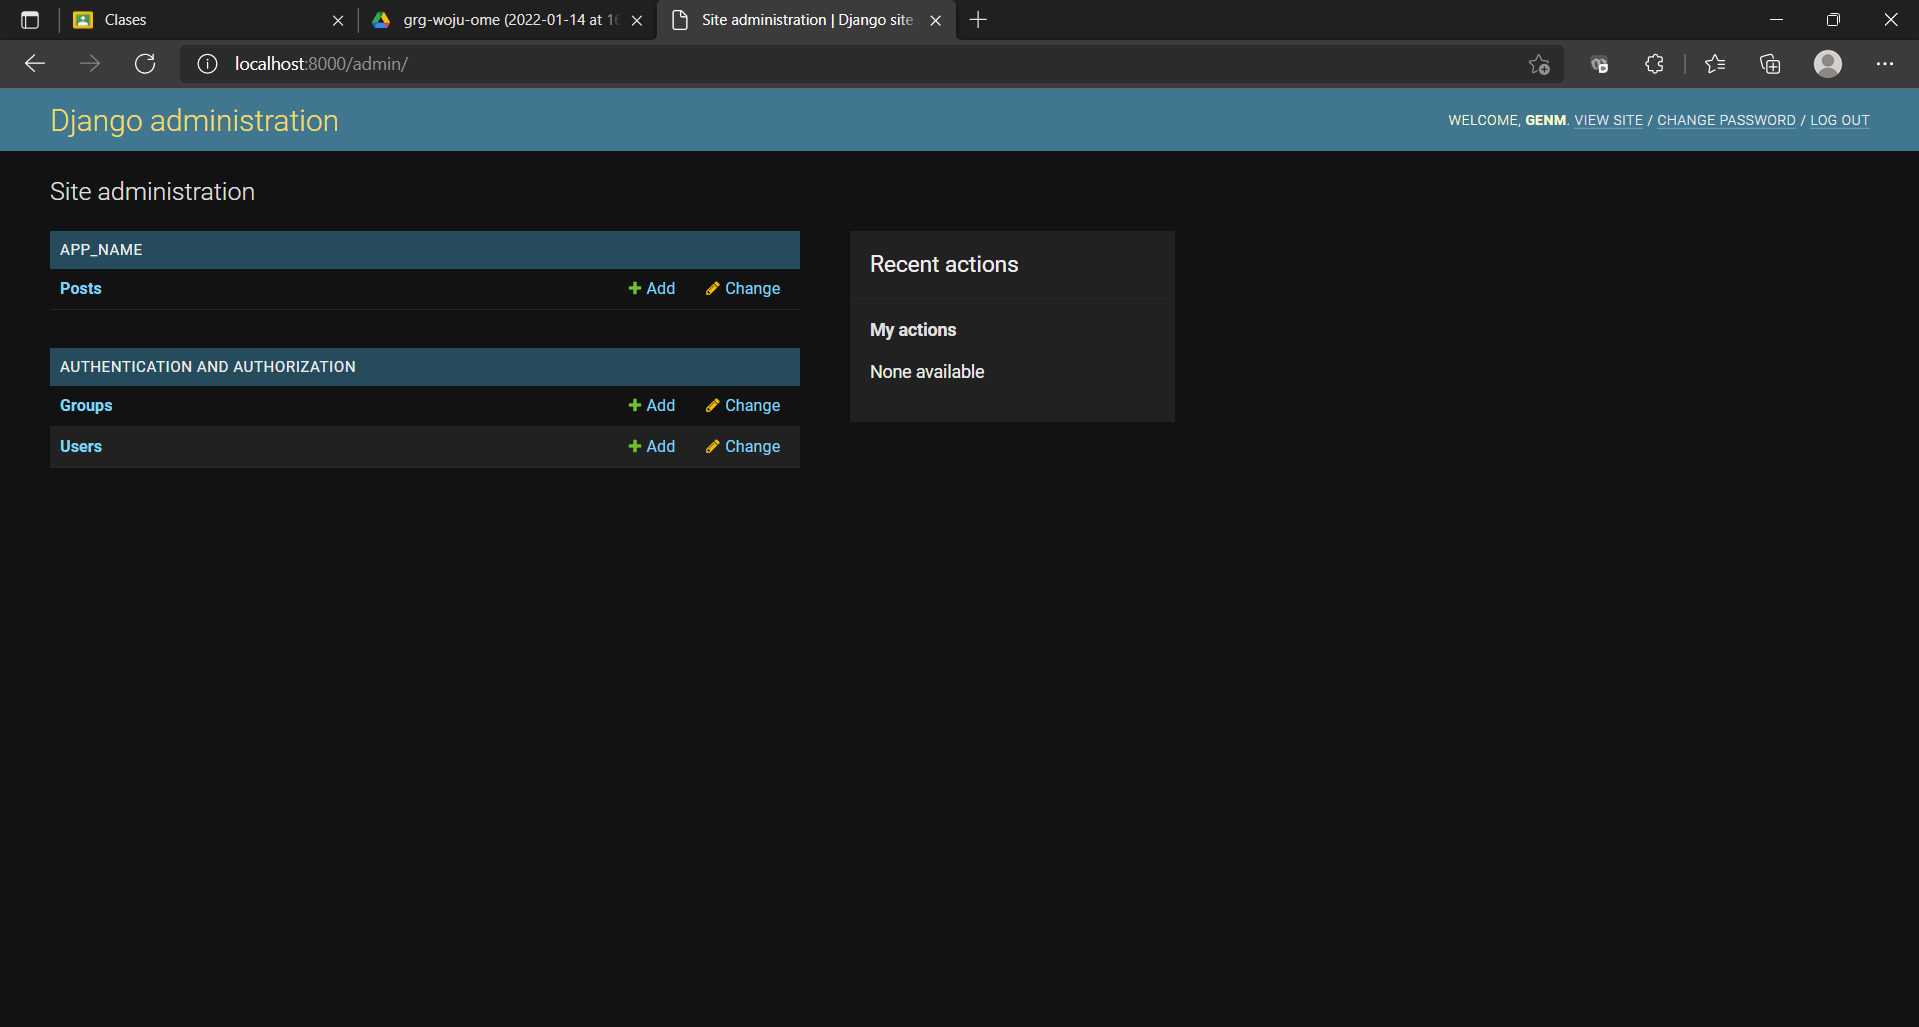 Clases
grg-woju-ome (2022-01-14 at 16
Site administration | Django site
localhost:8000/admin/
Django administration
WELCOME, GENM. VIEW SITE / CHANGE PASSWORD / LOG OUT
Site administration
APP_NAME
Posts Add Change
AUTHENTICATION AND AUTHORIZATION
Groups Add Change
Users Add Change
Recent actions
My actions
None available